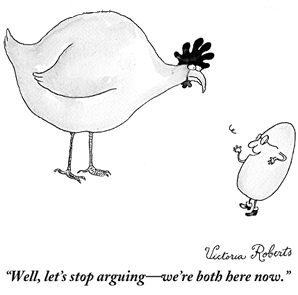 Victoria Roberts
“Well, let’s stop arguing—we’re both here now.”